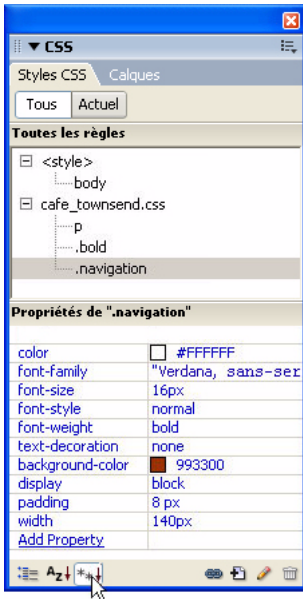 CSS
Styles CSS Calques
Tous Actuel
Toutes les règles
<style>
body
cafe_townsend.css
p
.bold
.navigation
Propriétés de ".navigation"
color #FFFFFF
font-family "Verdana, sans-ser
font-size 16px
font-style normal
font-weight bold
text-decoration none
background-color 993300
display block
padding 8 px
width 140px
Add Property
AZ↓ **↓